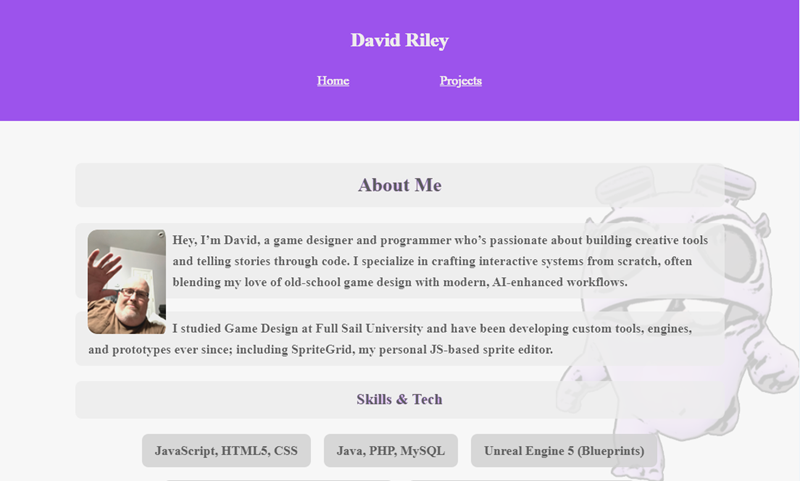 David Riley
Home Projects
About Me
Hey, I’m David, a game designer and programmer who’s passionate about building creative tools
and telling stories through code. I specialize in crafting interactive systems from scratch, often
blending my love of old-school game design with modern, AI-enhanced workflows.
I studied Game Design at Full Sail University and have been developing custom tools, engines,
and prototypes ever since; including SpriteGrid, my personal JS-based sprite editor.
Skills & Tech
JavaScript, HTML5, CSS Java, PHP, MySQL Unreal Engine 5 (Blueprints)